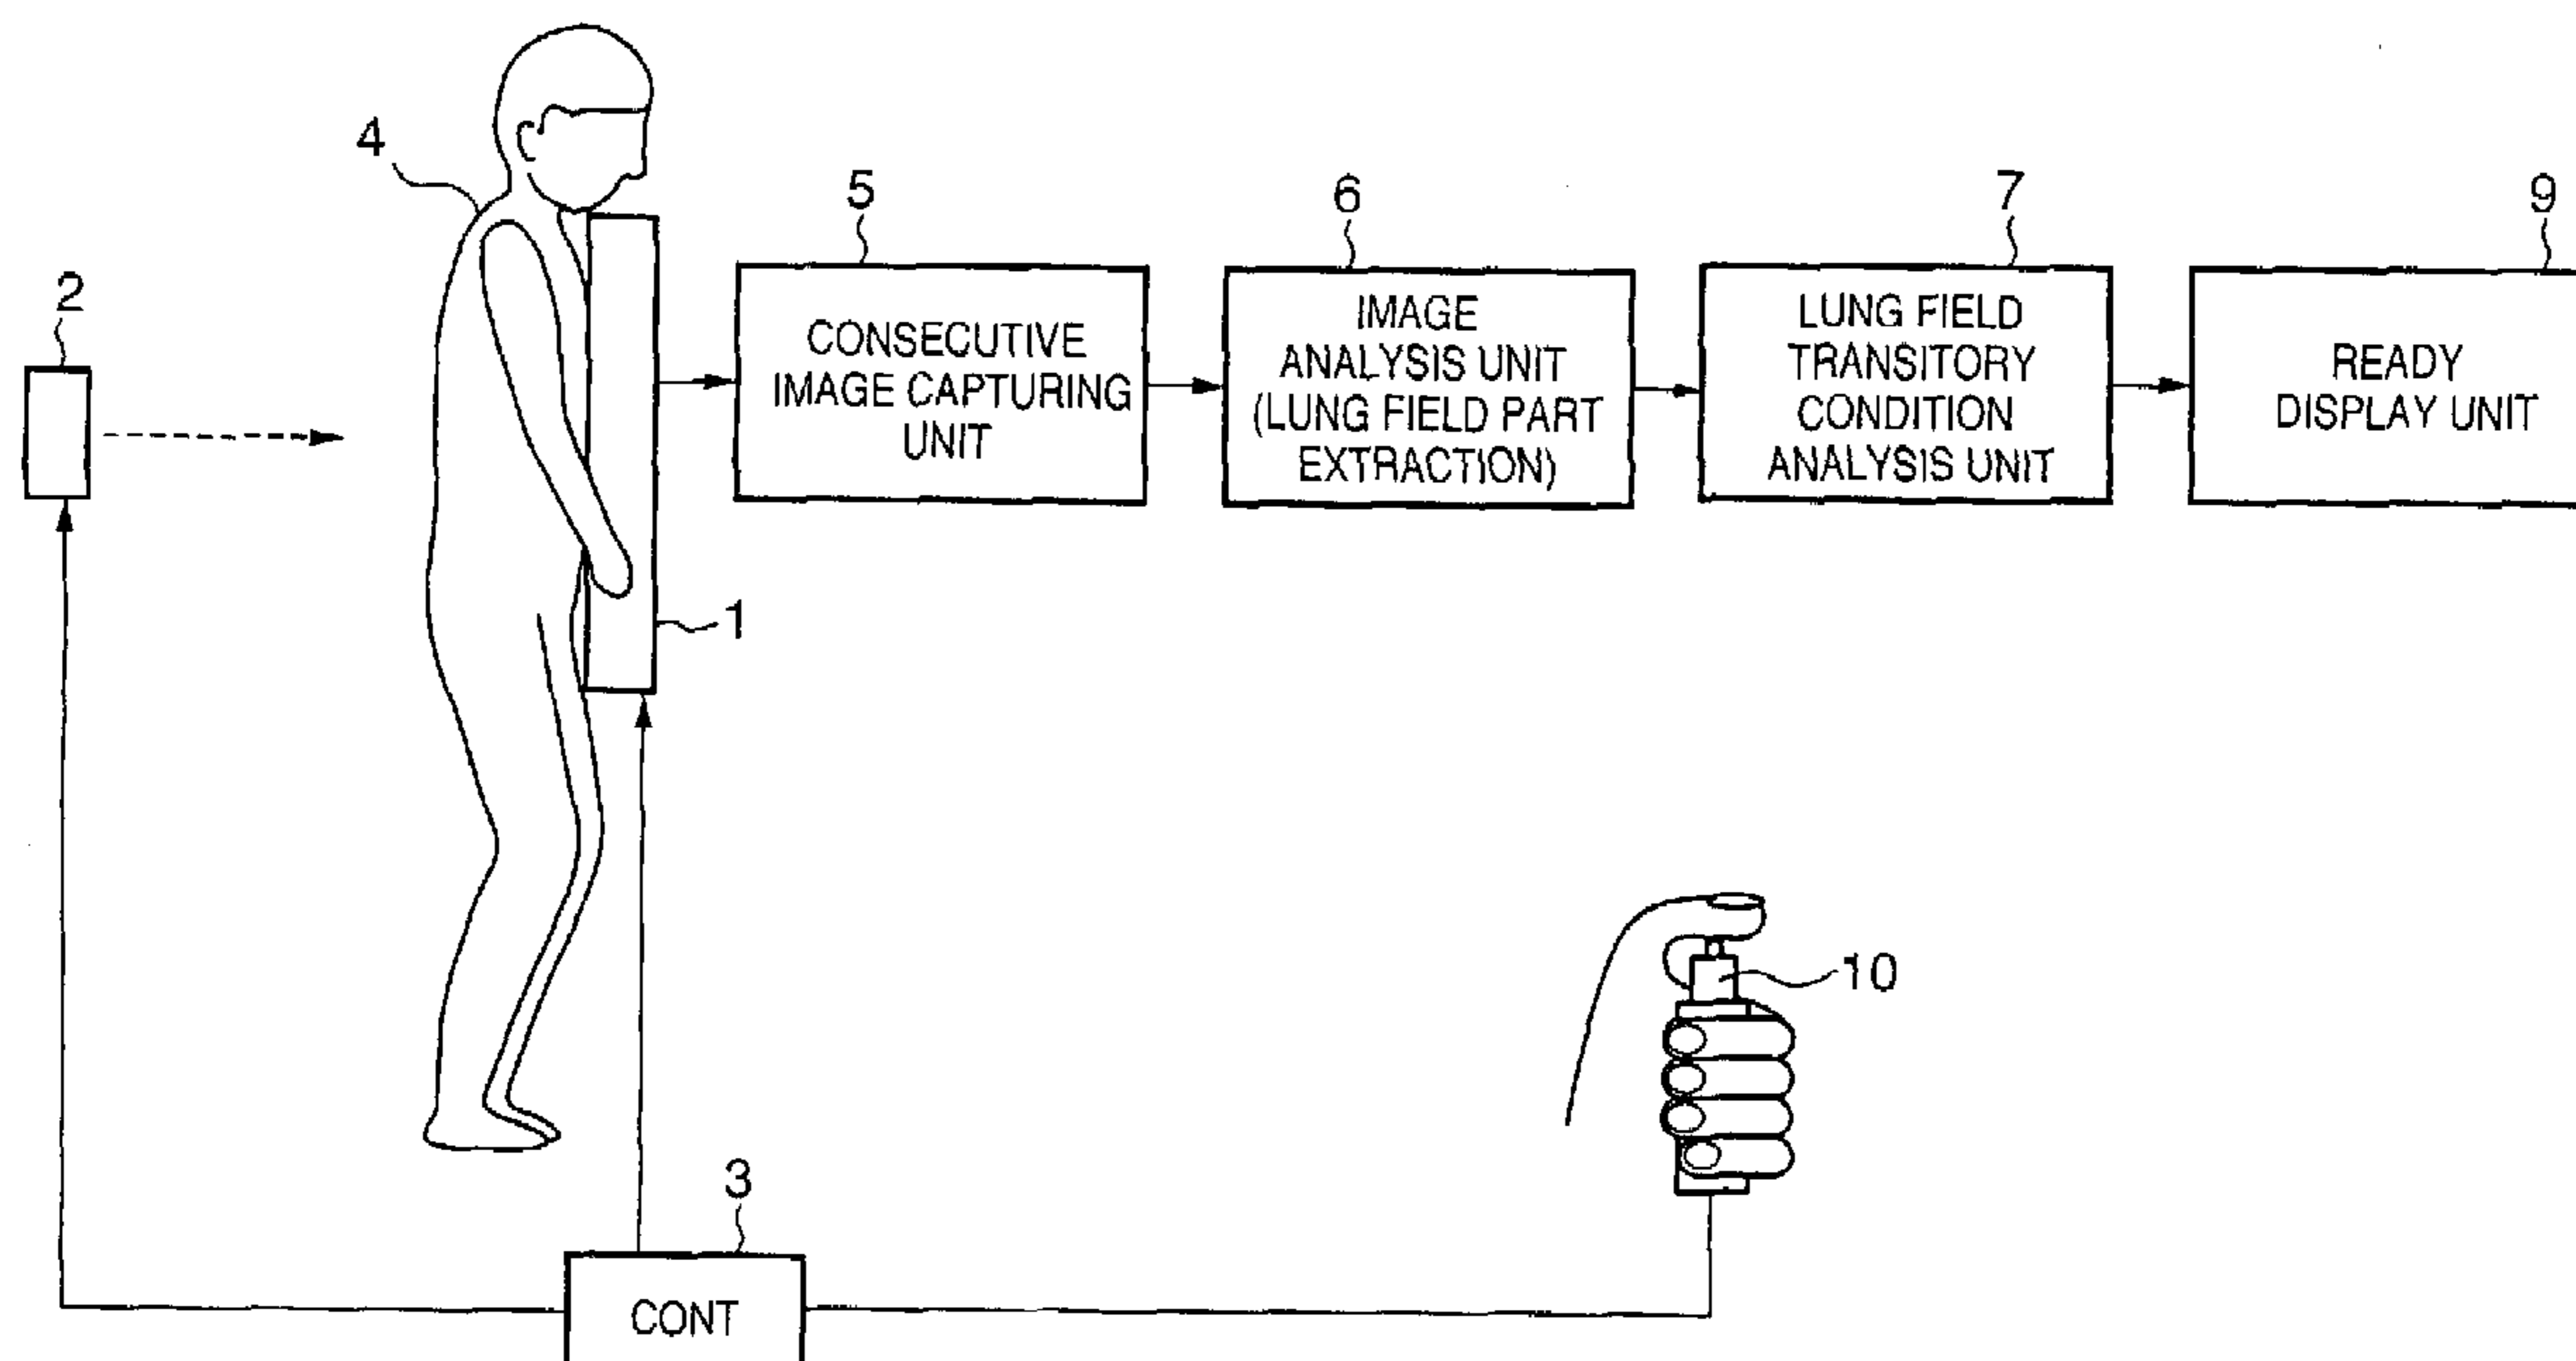 4
2
5
CONSECUTIVE
IMAGE CAPTURING
UNIT
6
IMAGE
ANALYSIS UNIT
(LUNG FIELD PART
EXTRACTION)
7
LUNG FIELD
TRANSITORY
CONDITION
ANALYSIS UNIT
9
READY
DISPLAY UNIT
1
10
3
CONT